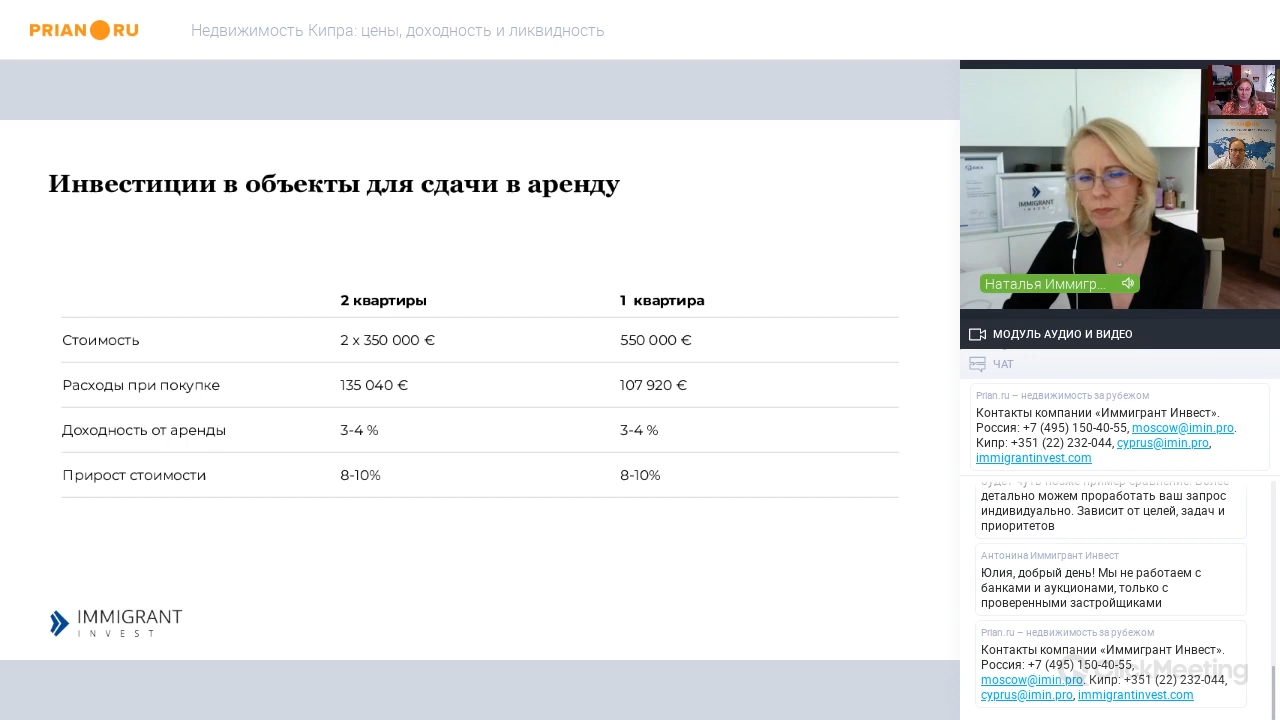 PRIAN RU
Недвижимость Кипра: цены, доходность и ликвидность
Инвестиции в объекты для сдачи в аренду
2 квартиры 1 квартира
Стоимость 2 x 350 000 € 550 000 €
Расходы при покупке 135 040 € 107 920 €
Доходность от аренды 3-4 % 3-4 %
Прирост стоимости 8-10% 8-10%
IMMIGRANT
INVEST
IMMIGRANT
INVEST
Наталья Иммигр...
МОДУЛЬ АУДИО И ВИДЕО
ЧАТ
Prian.ru – недвижимость за рубежом
Контакты компании «Иммигрант Инвест».
Россия: +7 (495) 150-40-55, moscow@imin.pro.
Кипр: +351 (22) 232-044, cyprus@imin.pro,
immigrantinvest.com
детально можем проработать ваш запрос
индивидуально. Зависит от целей, задач и
приоритетов
Антонина Иммигрант Инвест
Юлия, добрый день! Мы не работаем с
банками и аукционами, только с
проверенными застройщиками
Prian.ru – недвижимость за рубежом
Контакты компании «Иммигрант Инвест».
Россия: +7 (495) 150-40-55,
moscow@imin.pro. Кипр: +351 (22) 232-044,
cyprus@imin.pro, immigrantinvest.com
ClickMeeting